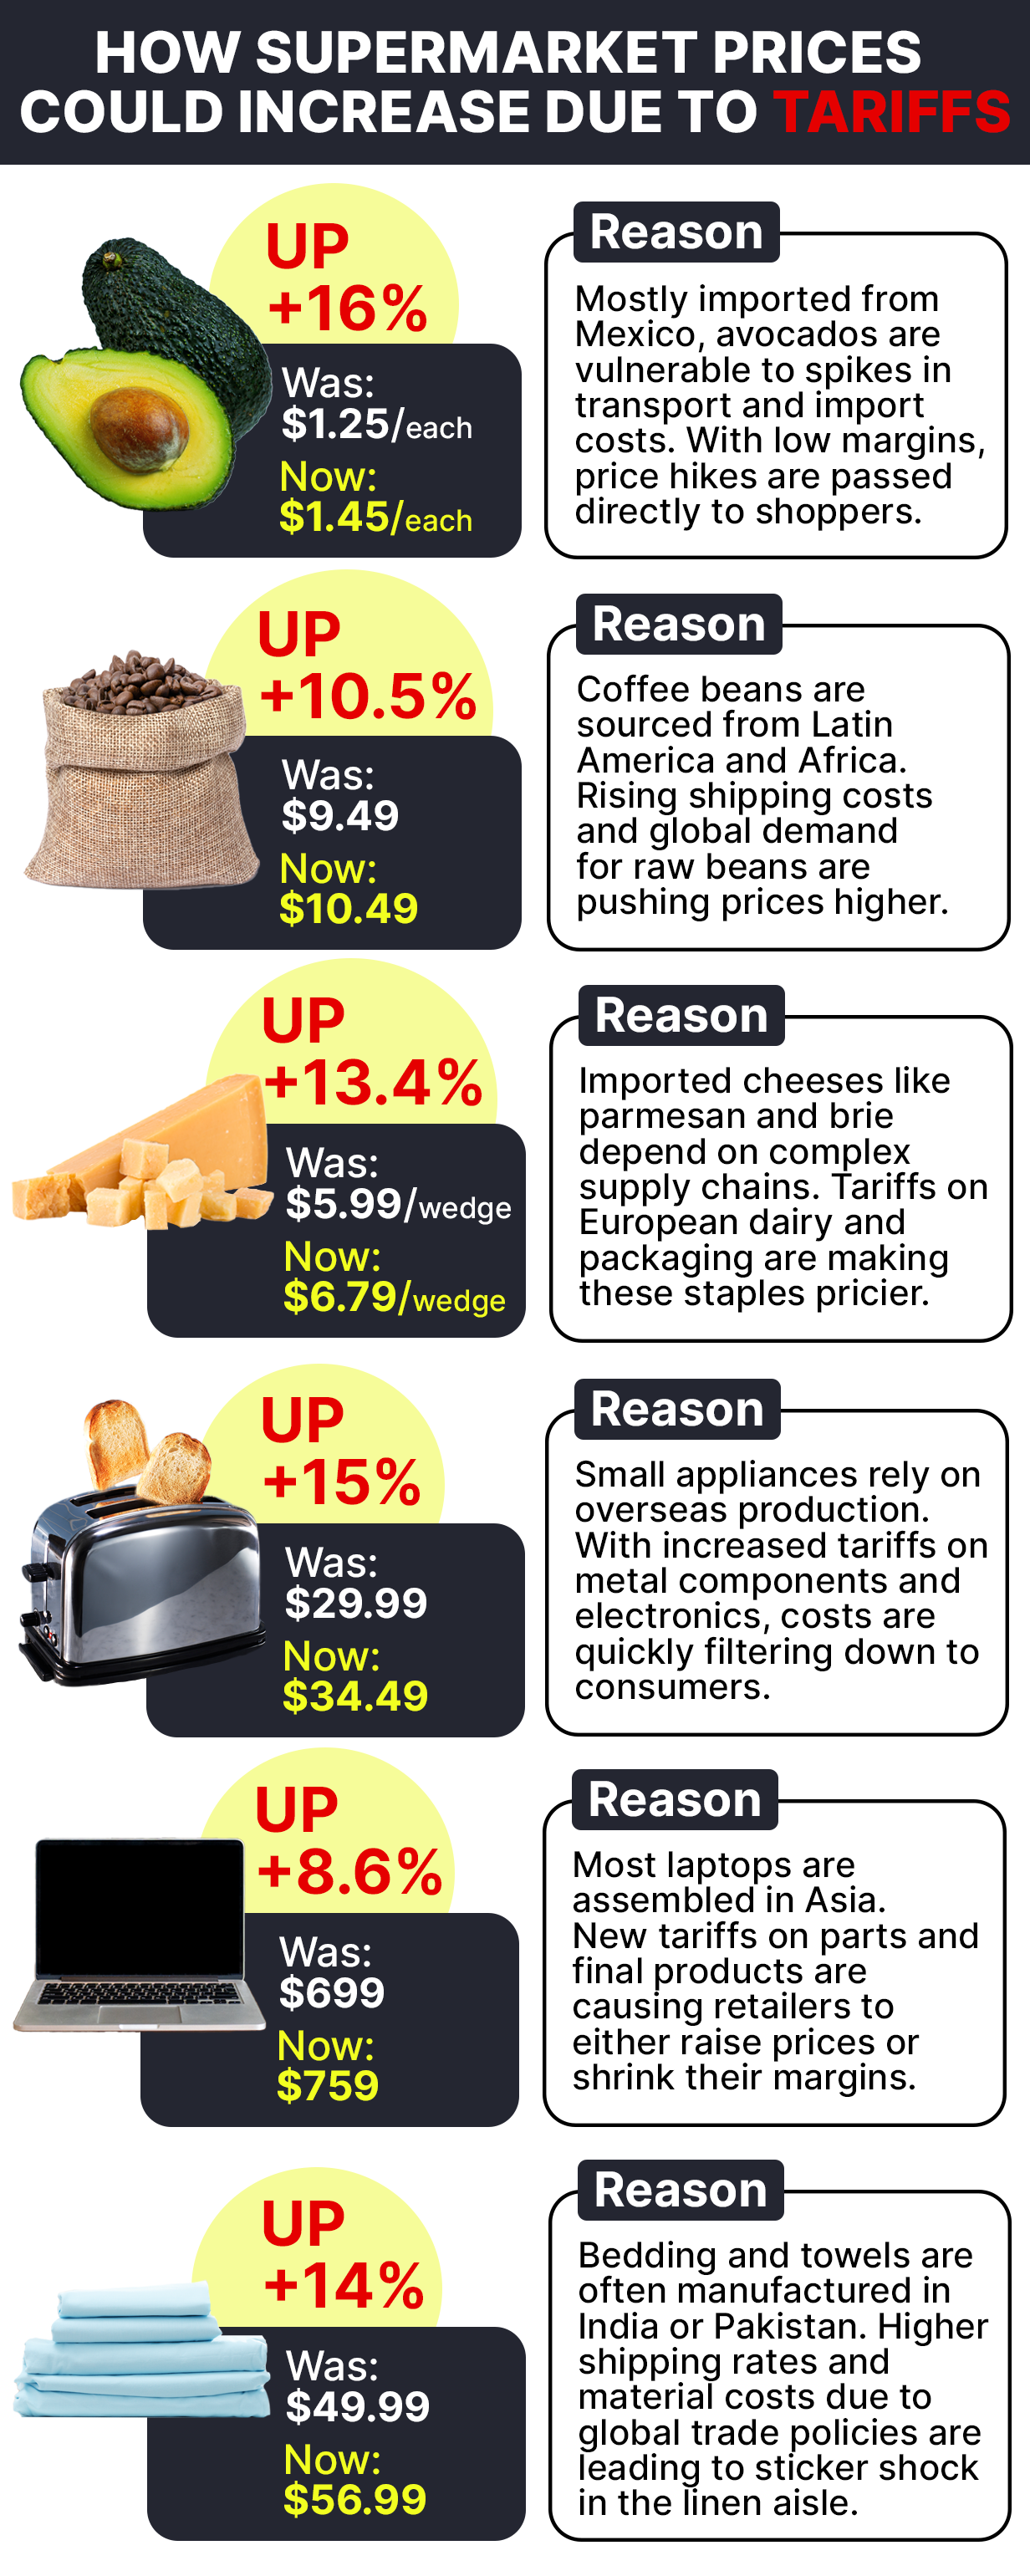 HOW SUPERMARKET PRICES
COULD INCREASE DUE TO TARIFFS
UP
+16%
Was:
$1.25/each
Now:
$1.45/each
Reason
Mostly imported from
Mexico, avocados are
vulnerable to spikes in
transport and import
costs. With low margins,
price hikes are passed
directly to shoppers.
UP
+10.5%
Was:
$9.49
Now:
$10.49
Reason
Coffee beans are
sourced from Latin
America and Africa.
Rising shipping costs
and global demand
for raw beans are
pushing prices higher.
UP
+13.4%
Was:
$5.99/wedge
Now:
$6.79/wedge
Reason
Imported cheeses like
parmesan and brie
depend on complex
supply chains. Tariffs on
European dairy and
packaging are making
these staples pricier.
UP
+15%
Was:
$29.99
Now:
$34.49
Reason
Small appliances rely on
overseas production.
With increased tariffs on
metal components and
electronics, costs are
quickly filtering down to
consumers.
UP
+8.6%
Was:
$699
Now:
$759
Reason
Most laptops are
assembled in Asia.
New tariffs on parts and
final products are
causing retailers to
either raise prices or
shrink their margins.
UP
+14%
Was:
$49.99
Now:
$56.99
Reason
Bedding and towels are
often manufactured in
India or Pakistan. Higher
shipping rates and
material costs due to
global trade policies are
leading to sticker shock
in the linen aisle.